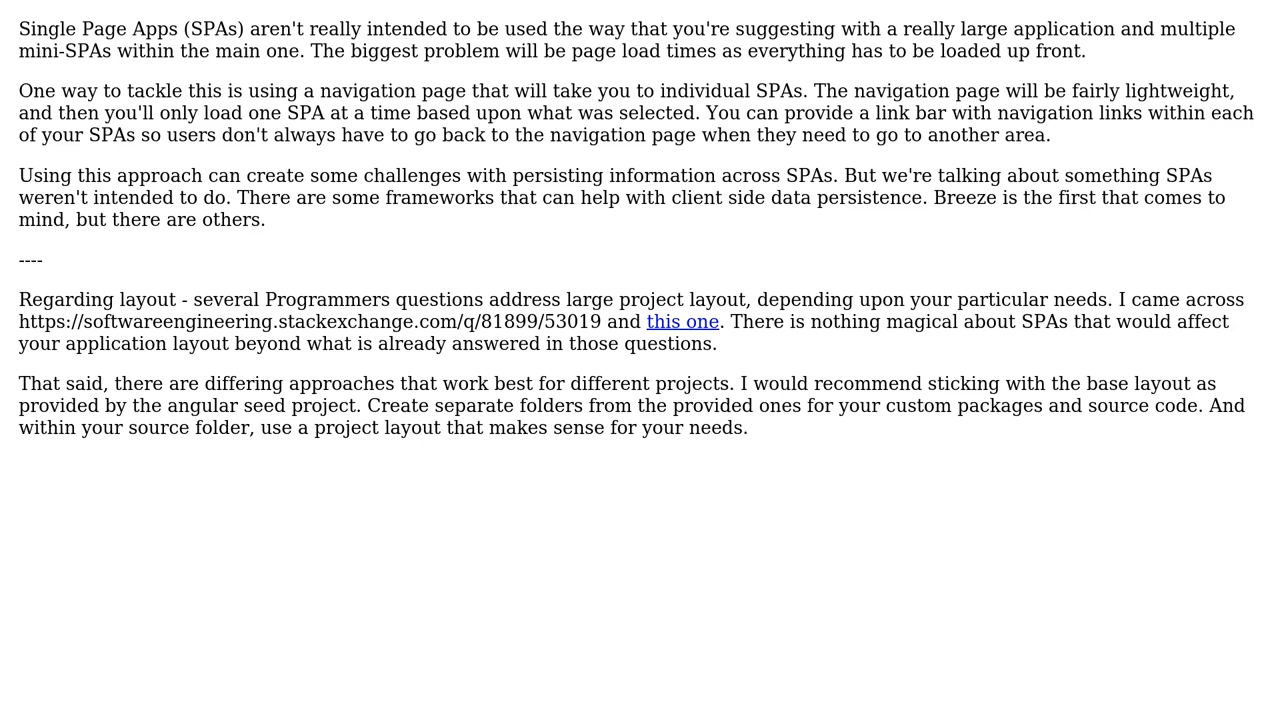 Single Page Apps (SPAs) aren't really intended to be used the way that you're suggesting with a really large application and multiple
mini-SPAs within the main one. The biggest problem will be page load times as everything has to be loaded up front.
One way to tackle this is using a navigation page that will take you to individual SPAs. The navigation page will be fairly lightweight,
and then you'll only load one SPA at a time based upon what was selected. You can provide a link bar with navigation links within each
of your SPAs so users don't always have to go back to the navigation page when they need to go to another area.
Using this approach can create some challenges with persisting information across SPAs. But we're talking about something SPAs
weren't intended to do. There are some frameworks that can help with client side data persistence. Breeze is the first that comes to
mind, but there are others.
----
Regarding layout - several Programmers questions address large project layout, depending upon your particular needs. I came across
https://softwareengineering.stackexchange.com/q/81899/53019 and this one. There is nothing magical about SPAs that would affect
your application layout beyond what is already answered in those questions.
That said, there are differing approaches that work best for different projects. I would recommend sticking with the base layout as
provided by the angular seed project. Create separate folders from the provided ones for your custom packages and source code. And
within your source folder, use a project layout that makes sense for your needs.